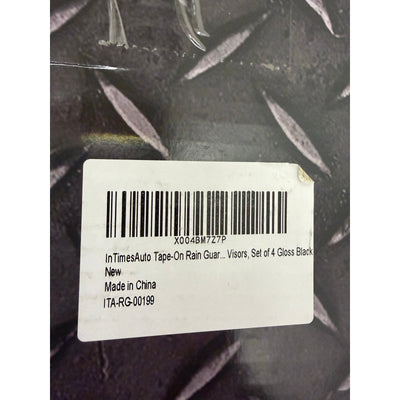 X004BM7Z7P
InTimesAuto Tape-On Rain Guar... Visors, Set of 4 Gloss Black
New
Made in China
ITA-RG-00199